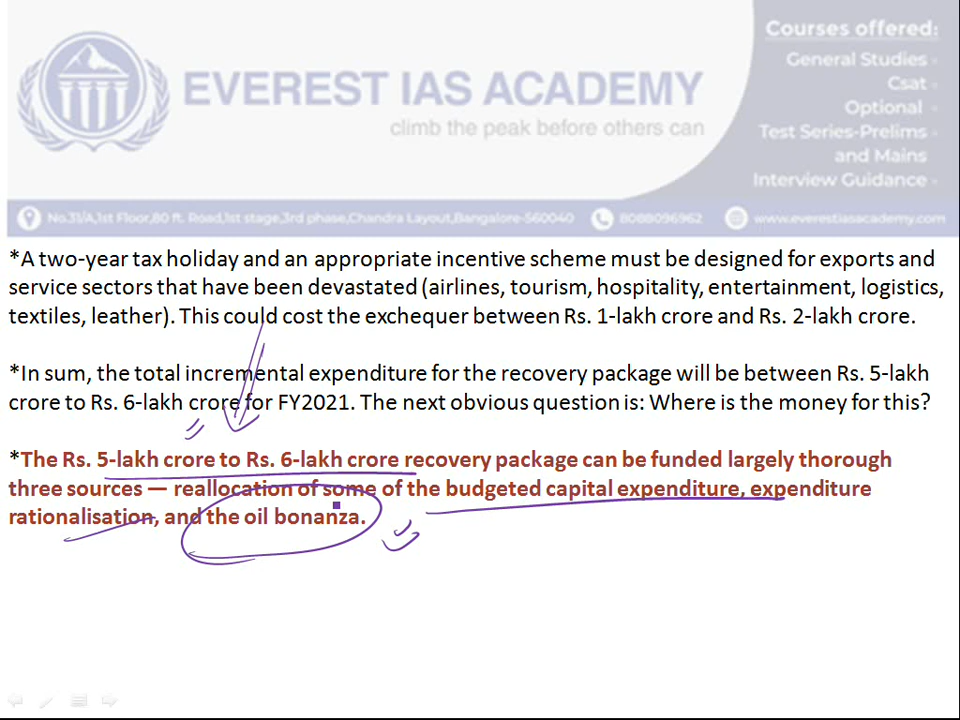 Courses offered:
General Studies -
Csat -
Optional -
Test Series-Prelims -
and Mains
Interview Guidance -
EVEREST IAS ACADEMY
climb the peak before others can
No.31/A,1st Floor,80 ft. Road,1st stage,3rd phase,Chandra Layout,Bangalore-560040 8088096962 www.everestiasacademy.com
*A two-year tax holiday and an appropriate incentive scheme must be designed for exports and
service sectors that have been devastated (airlines, tourism, hospitality, entertainment, logistics,
textiles, leather). This could cost the exchequer between Rs. 1-lakh crore and Rs. 2-lakh crore.
*In sum, the total incremental expenditure for the recovery package will be between Rs. 5-lakh
crore to Rs. 6-lakh crore for FY2021. The next obvious question is: Where is the money for this?
*The Rs. 5-lakh crore to Rs. 6-lakh crore recovery package can be funded largely thorough
three sources — reallocation of some of the budgeted capital expenditure, expenditure
rationalisation, and the oil bonanza.